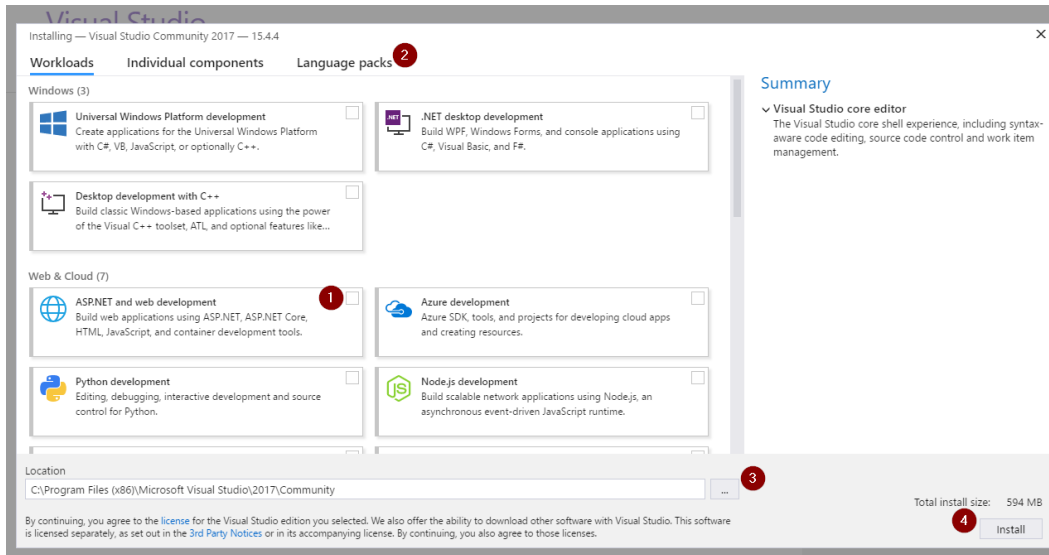 Visual Studio
Installing — Visual Studio Community 2017 — 15.4.4
Workloads Individual components Language packs 2
Windows (3)
Universal Windows Platform development
Create applications for the Universal Windows Platform
with C#, VB, JavaScript, or optionally C++.
.NET
.NET desktop development
Build WPF, Windows Forms, and console applications using
C#, Visual Basic, and F#.
Desktop development with C++
Build classic Windows-based applications using the power
of the Visual C++ toolset, ATL, and optional features like...
Web & Cloud (7)
ASP.NET and web development
Build web applications using ASP.NET, ASP.NET Core,
HTML, JavaScript, and container development tools.
1
Azure development
Azure SDK, tools, and projects for developing cloud apps
and creating resources.
Python development
Editing, debugging, interactive development and source
control for Python.
JS
Node.js development
Build scalable network applications using Node.js, an
asynchronous event-driven JavaScript runtime.
Summary
Visual Studio core editor
The Visual Studio core shell experience, including syntax-
aware code editing, source code control and work item
management.
Location
C:\Program Files (x86)\Microsoft Visual Studio\2017\Community
...
3
By continuing, you agree to the license for the Visual Studio edition you selected. We also offer the ability to download other software with Visual Studio. This software
is licensed separately, as set out in the 3rd Party Notices or in its accompanying license. By continuing, you also agree to those licenses.
Total install size: 594 MB
4
Install